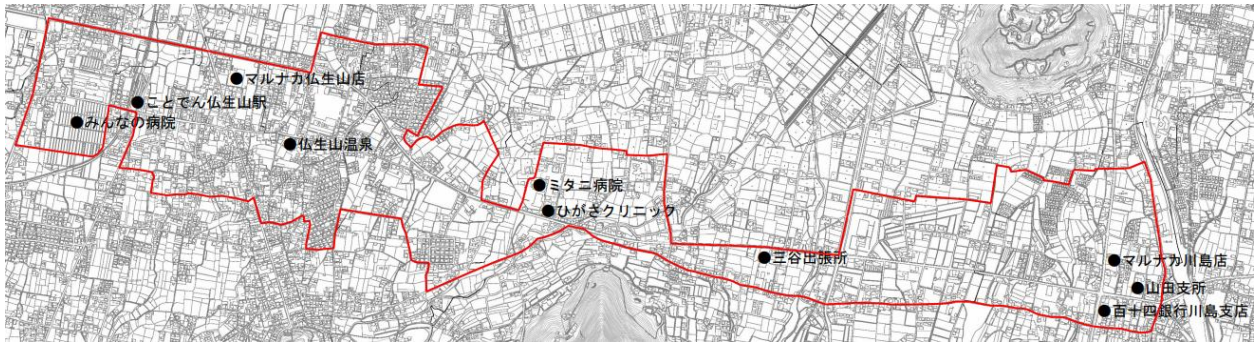 ●マルナカ仏生山店
●ことでん仏生山駅
●みんなの病院
●仏生山温泉
●ミタニ病院
●ひがさクリニック
●三谷出張所
●マルナカ川島店
●山田支所
●百十四銀行川島支店